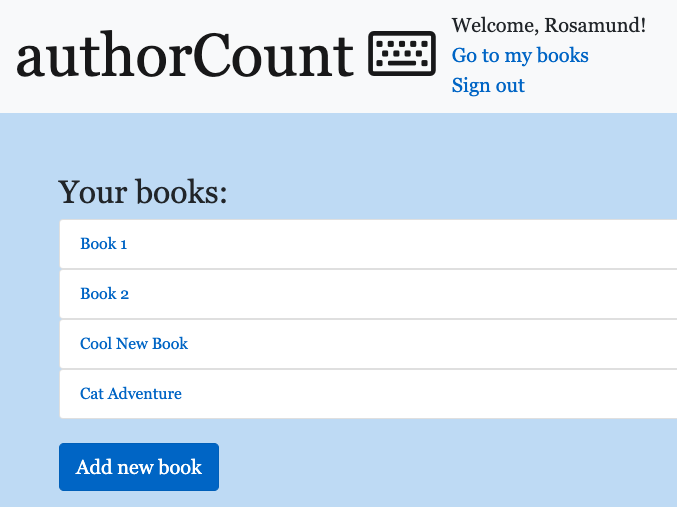 authorCount
Welcome, Rosamund!
Go to my books
Sign out
Your books:
Book 1
Book 2
Cool New Book
Cat Adventure
Add new book